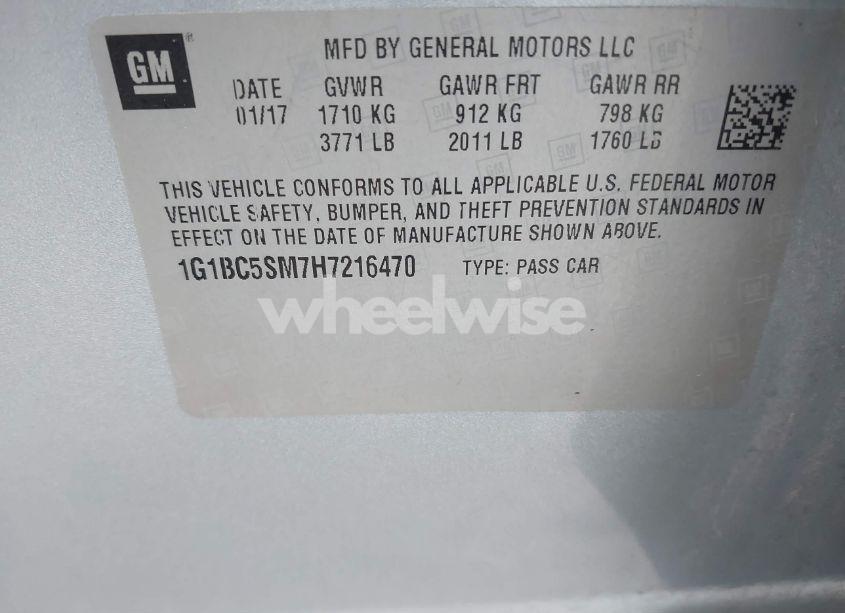 GM
MFD BY GENERAL MOTORS LLC
DATE GVWR GAWR FRT GAWR RR
01/17 1710 KG 912 KG 798 KG
3771 LB 2011 LB 1760 LB
THIS VEHICLE CONFORMS TO ALL APPLICABLE U.S. FEDERAL MOTOR
VEHICLE SAFETY, BUMPER, AND THEFT PREVENTION STANDARDS IN
EFFECT ON THE DATE OF MANUFACTURE SHOWN ABOVE.
1G1BC5SM7H7216470 TYPE: PASS CAR
wheelwise